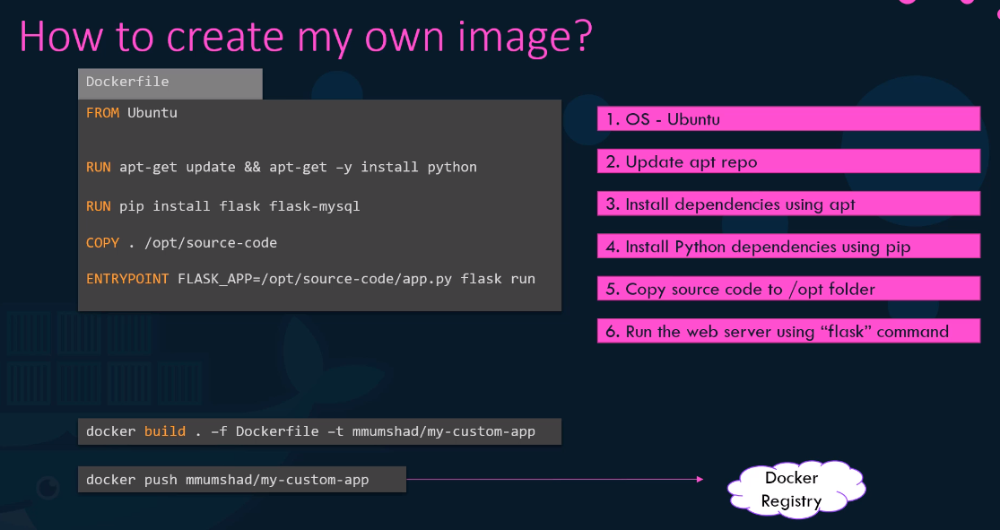 How to create my own image?
Dockerfile
FROM Ubuntu
RUN apt-get update && apt-get –y install python
RUN pip install flask flask-mysql
COPY . /opt/source-code
ENTRYPOINT FLASK_APP=/opt/source-code/app.py flask run
1. OS - Ubuntu
2. Update apt repo
3. Install dependencies using apt
4. Install Python dependencies using pip
5. Copy source code to /opt folder
6. Run the web server using “flask” command
docker build . –f Dockerfile –t mmumshad/my-custom-app
docker push mmumshad/my-custom-app
Docker
Registry